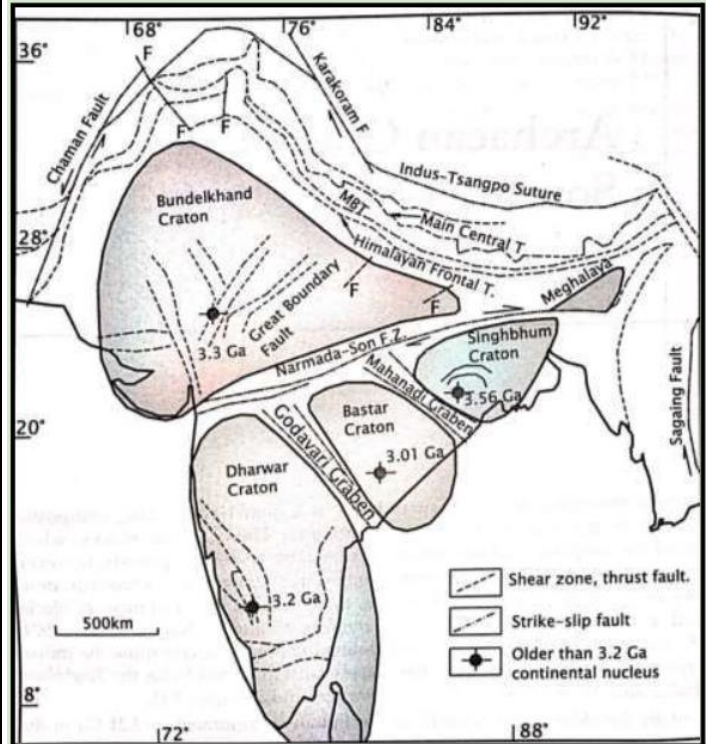 68°
76°
84°
92°
36°
F
Karakoram F.
Chaman Fault
F
F
Indus-Tsangpo Suture
Bundelkhand
Craton
MBT
Main Central T.
28°
Himalayan Frontal T.
Meghalaya
F
F
Great Boundary
Fault
3.3 Ga
Narmada-Son F.Z.
Singhbhum
Craton
Mahanadi Graben
3.56 Ga
Sagaing Fault
20°
Bastar
Craton
Godavari Graben
3.01 Ga
Dharwar
Craton
3.2 Ga
Shear zone, thrust fault.
Strike-slip fault
Older than 3.2 Ga
continental nucleus
500km
8°
72°
88°